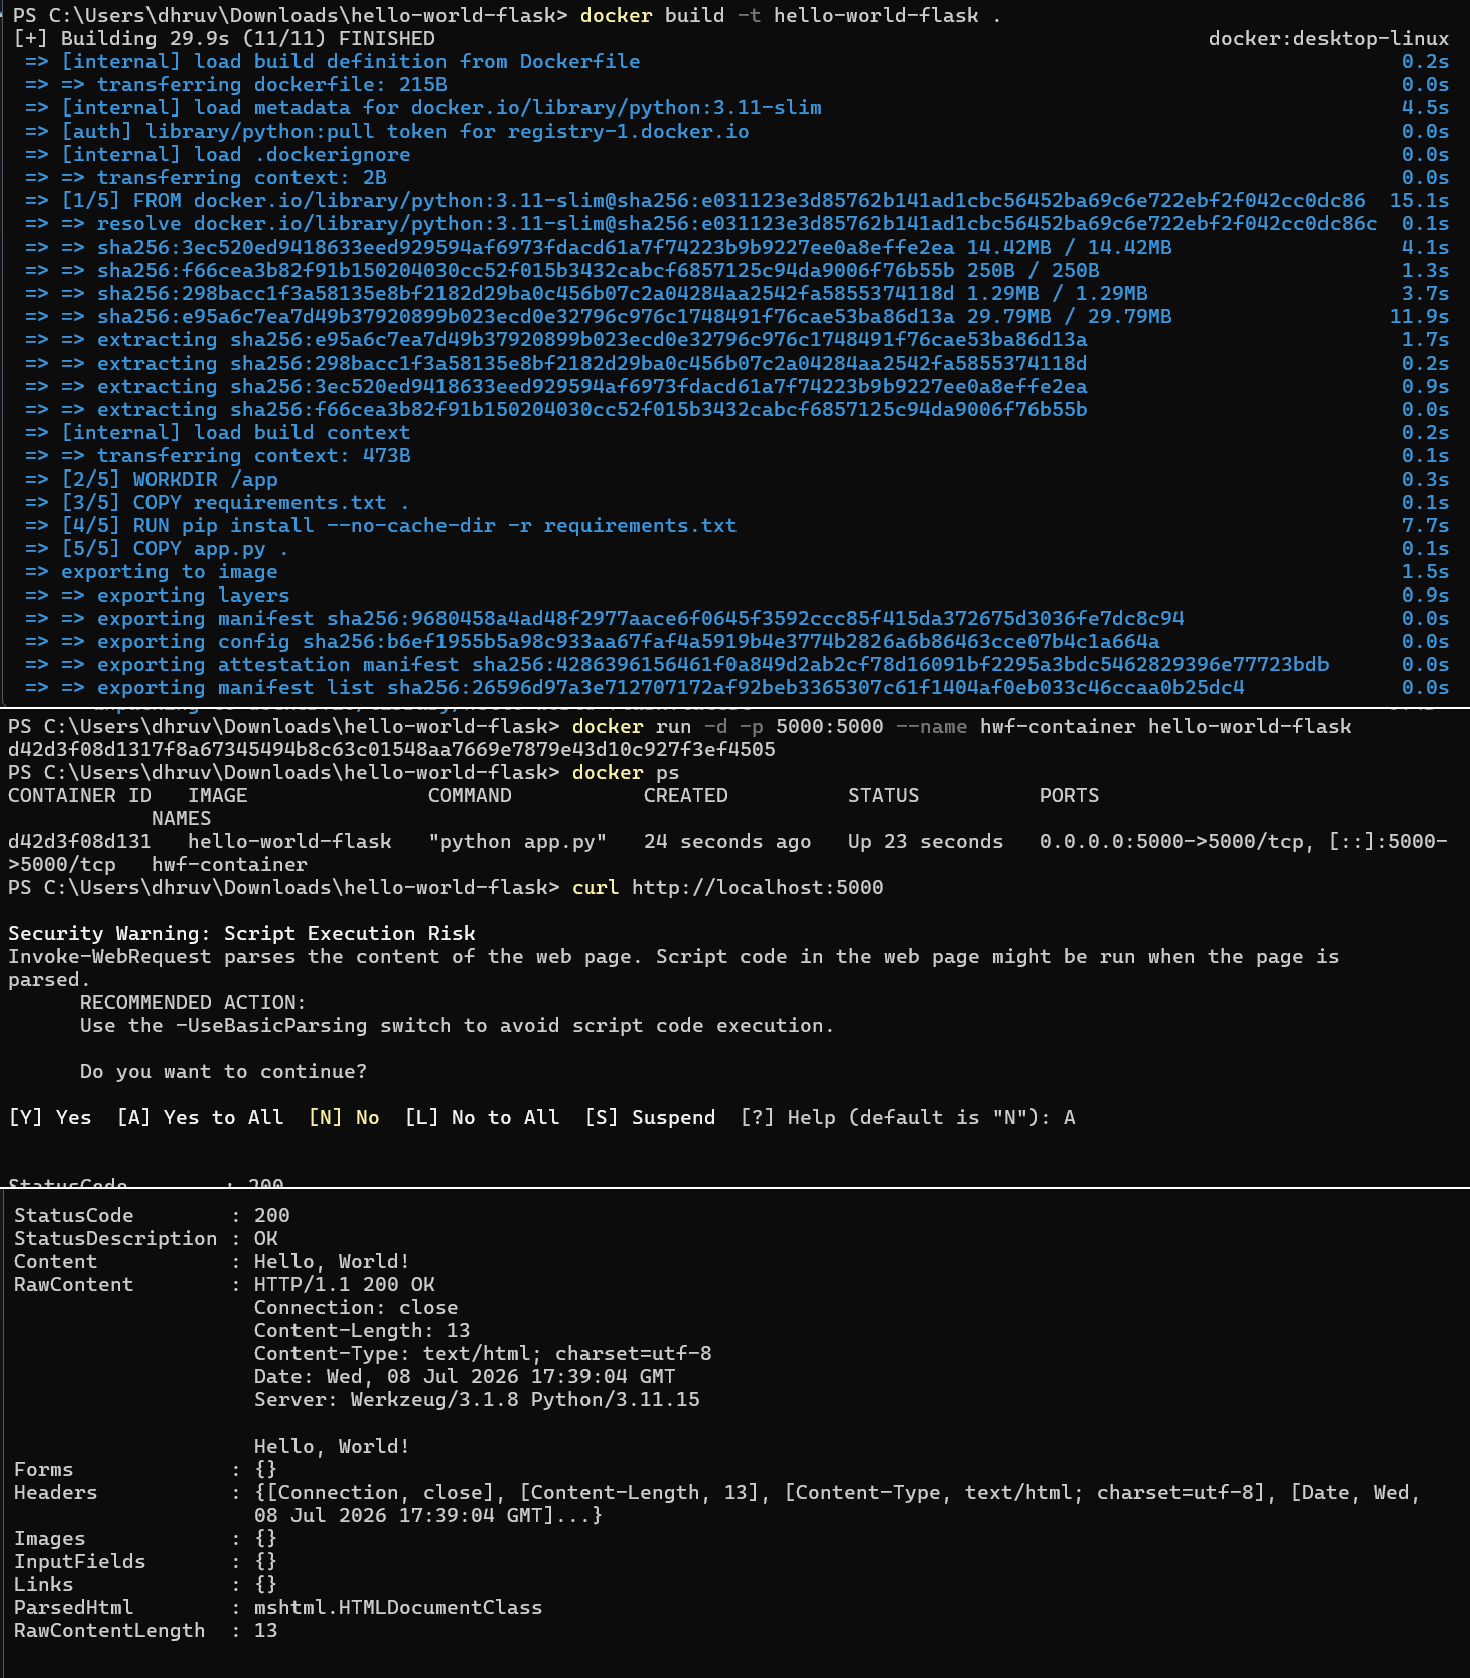 PS C:\Users\dhruv\Downloads\hello-world-flask> docker build -t hello-world-flask .
[+] Building 29.9s (11/11) FINISHED docker:desktop-linux
=> [internal] load build definition from Dockerfile 0.2s
=> => transferring dockerfile: 215B 0.0s
=> [internal] load metadata for docker.io/library/python:3.11-slim 4.5s
=> [auth] library/python:pull token for registry-1.docker.io 0.0s
=> [internal] load .dockerignore 0.0s
=> => transferring context: 2B 0.0s
=> [1/5] FROM docker.io/library/python:3.11-slim@sha256:e031123e3d85762b141ad1cbc56452ba69c6e722ebf2f042cc0dc86 15.1s
=> => resolve docker.io/library/python:3.11-slim@sha256:e031123e3d85762b141ad1cbc56452ba69c6e722ebf2f042cc0dc86c 0.1s
=> => sha256:3ec520ed9418633eed929594af6973fdacd61a7f74223b9b9227ee0a8effe2ea 14.42MB / 14.42MB 4.1s
=> => sha256:f66cea3b82f91b150204030cc52f015b3432cabcf6857125c94da9006f76b55b 250B / 250B 1.3s
=> => sha256:298bacc1f3a58135e8bf2182d29ba0c456b07c2a04284aa2542fa5855374118d 1.29MB / 1.29MB 3.7s
=> => sha256:e95a6c7ea7d49b37920899b023ecd0e32796c976c1748491f76cae53ba86d13a 29.79MB / 29.79MB 11.9s
=> => extracting sha256:e95a6c7ea7d49b37920899b023ecd0e32796c976c1748491f76cae53ba86d13a 1.7s
=> => extracting sha256:298bacc1f3a58135e8bf2182d29ba0c456b07c2a04284aa2542fa5855374118d 0.2s
=> => extracting sha256:3ec520ed9418633eed929594af6973fdacd61a7f74223b9b9227ee0a8effe2ea 0.9s
=> => extracting sha256:f66cea3b82f91b150204030cc52f015b3432cabcf6857125c94da9006f76b55b 0.0s
=> [internal] load build context 0.2s
=> => transferring context: 473B 0.1s
=> [2/5] WORKDIR /app 0.3s
=> [3/5] COPY requirements.txt . 0.1s
=> [4/5] RUN pip install --no-cache-dir -r requirements.txt 7.7s
=> [5/5] COPY app.py . 0.1s
=> exporting to image 1.5s
=> => exporting layers 0.9s
=> => exporting manifest sha256:9680458a4ad48f2977aace6f0645f3592ccc85f415da372675d3036fe7dc8c94 0.0s
=> => exporting config sha256:b6ef1955b5a98c933aa67faf4a5919b4e3774b2826a6b86463cce07b4c1a664a 0.0s
=> => exporting attestation manifest sha256:4286396156461f0a849d2ab2cf78d16091bf2295a3bdc5462829396e77723bdb 0.0s
=> => exporting manifest list sha256:26596d97a3e712707172af92beb3365307c61f1404af0eb033c46ccaa0b25dc4 0.0s
PS C:\Users\dhruv\Downloads\hello-world-flask> docker run -d -p 5000:5000 --name hwf-container hello-world-flask
d42d3f08d1317f8a67345494b8c63c01548aa7669e7879e43d10c927f3ef4505
PS C:\Users\dhruv\Downloads\hello-world-flask> docker ps
CONTAINER ID IMAGE COMMAND CREATED STATUS PORTS
NAMES
d42d3f08d131 hello-world-flask "python app.py" 24 seconds ago Up 23 seconds 0.0.0.0:5000->5000/tcp, [::]:5000-
>5000/tcp hwf-container
PS C:\Users\dhruv\Downloads\hello-world-flask> curl http://localhost:5000
Security Warning: Script Execution Risk
Invoke-WebRequest parses the content of the web page. Script code in the web page might be run when the page is
parsed.
RECOMMENDED ACTION:
Use the -UseBasicParsing switch to avoid script code execution.
Do you want to continue?
[Y] Yes [A] Yes to All [N] No [L] No to All [S] Suspend [?] Help (default is "N"): A
StatusCode : 200
StatusCode : 200
StatusDescription : OK
Content : Hello, World!
RawContent : HTTP/1.1 200 OK
Connection: close
Content-Length: 13
Content-Type: text/html; charset=utf-8
Date: Wed, 08 Jul 2026 17:39:04 GMT
Server: Werkzeug/3.1.8 Python/3.11.15
Hello, World!
Forms : {}
Headers : {[Connection, close], [Content-Length, 13], [Content-Type, text/html; charset=utf-8], [Date, Wed,
08 Jul 2026 17:39:04 GMT]...}
Images : {}
InputFields : {}
Links : {}
ParsedHtml : mshtml.HTMLDocumentClass
RawContentLength : 13